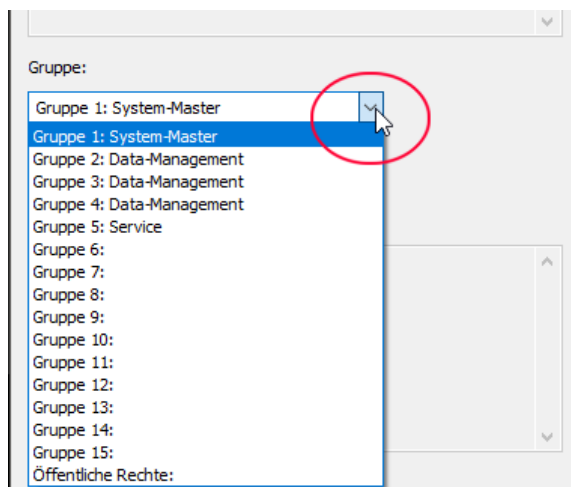 Gruppe:
Gruppe 1: System-Master
Gruppe 1: System-Master
Gruppe 2: Data-Management
Gruppe 3: Data-Management
Gruppe 4: Data-Management
Gruppe 5: Service
Gruppe 6:
Gruppe 7:
Gruppe 8:
Gruppe 9:
Gruppe 10:
Gruppe 11:
Gruppe 12:
Gruppe 13:
Gruppe 14:
Gruppe 15:
Öffentliche Rechte: